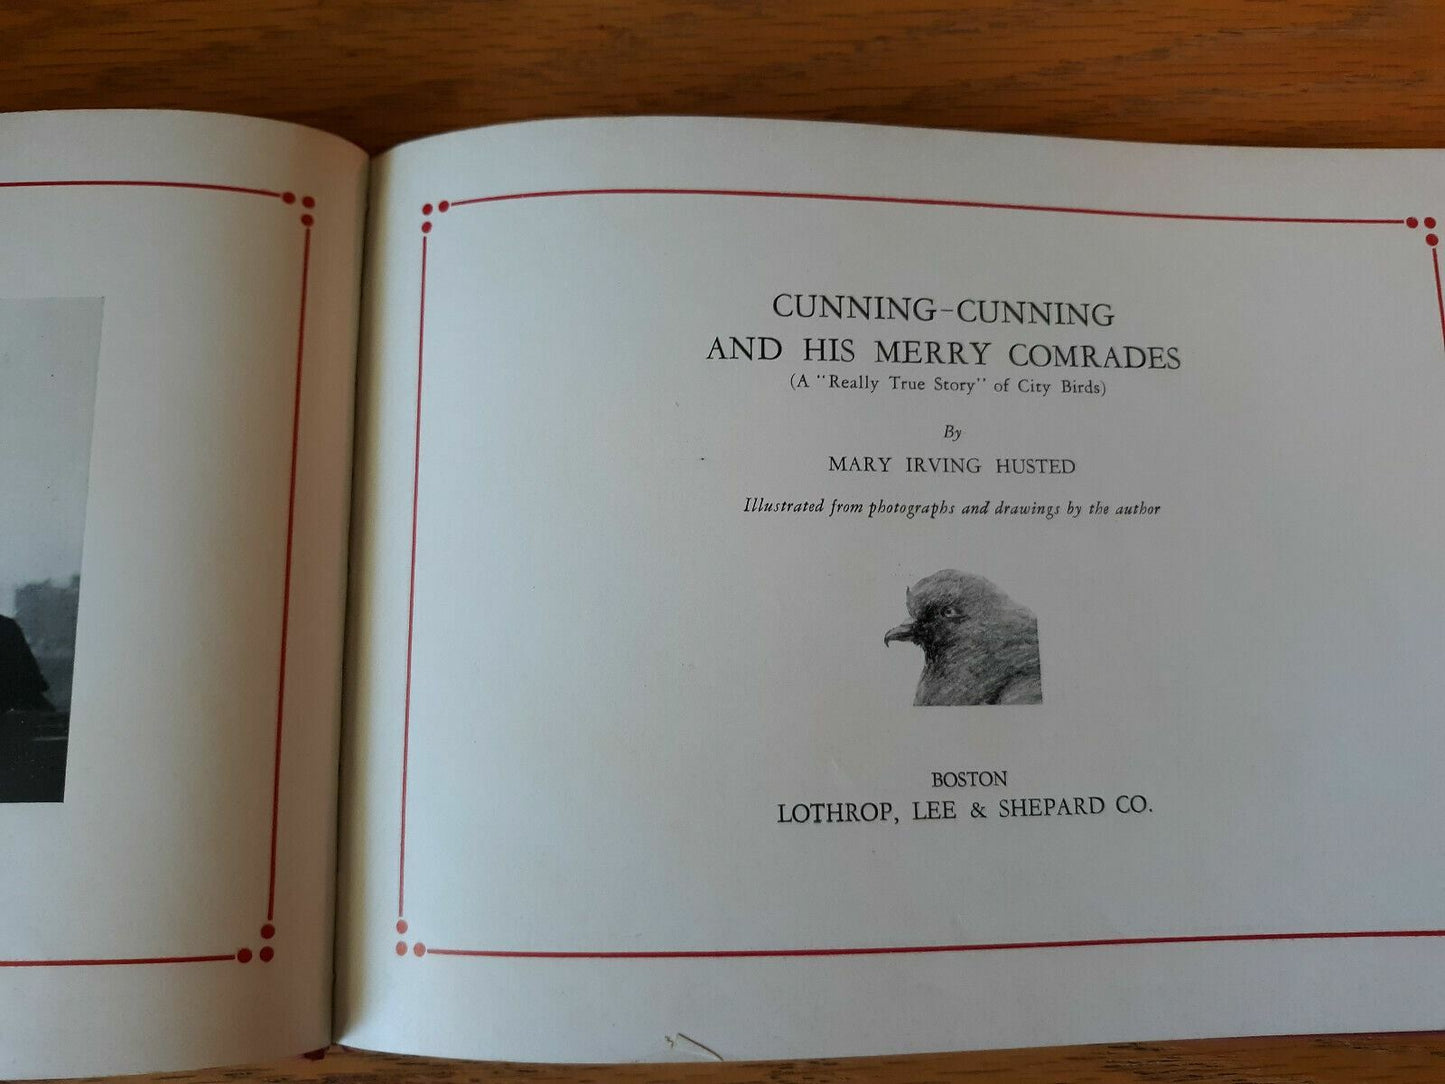 CUNNING-CUNNING
AND HIS MERRY COMRADES
(A "Really True Story" of City Birds)
By
MARY IRVING HUSTED
Illustrated from photographs and drawings by the author
BOSTON
LOTHROP, LEE & SHEPARD CO.